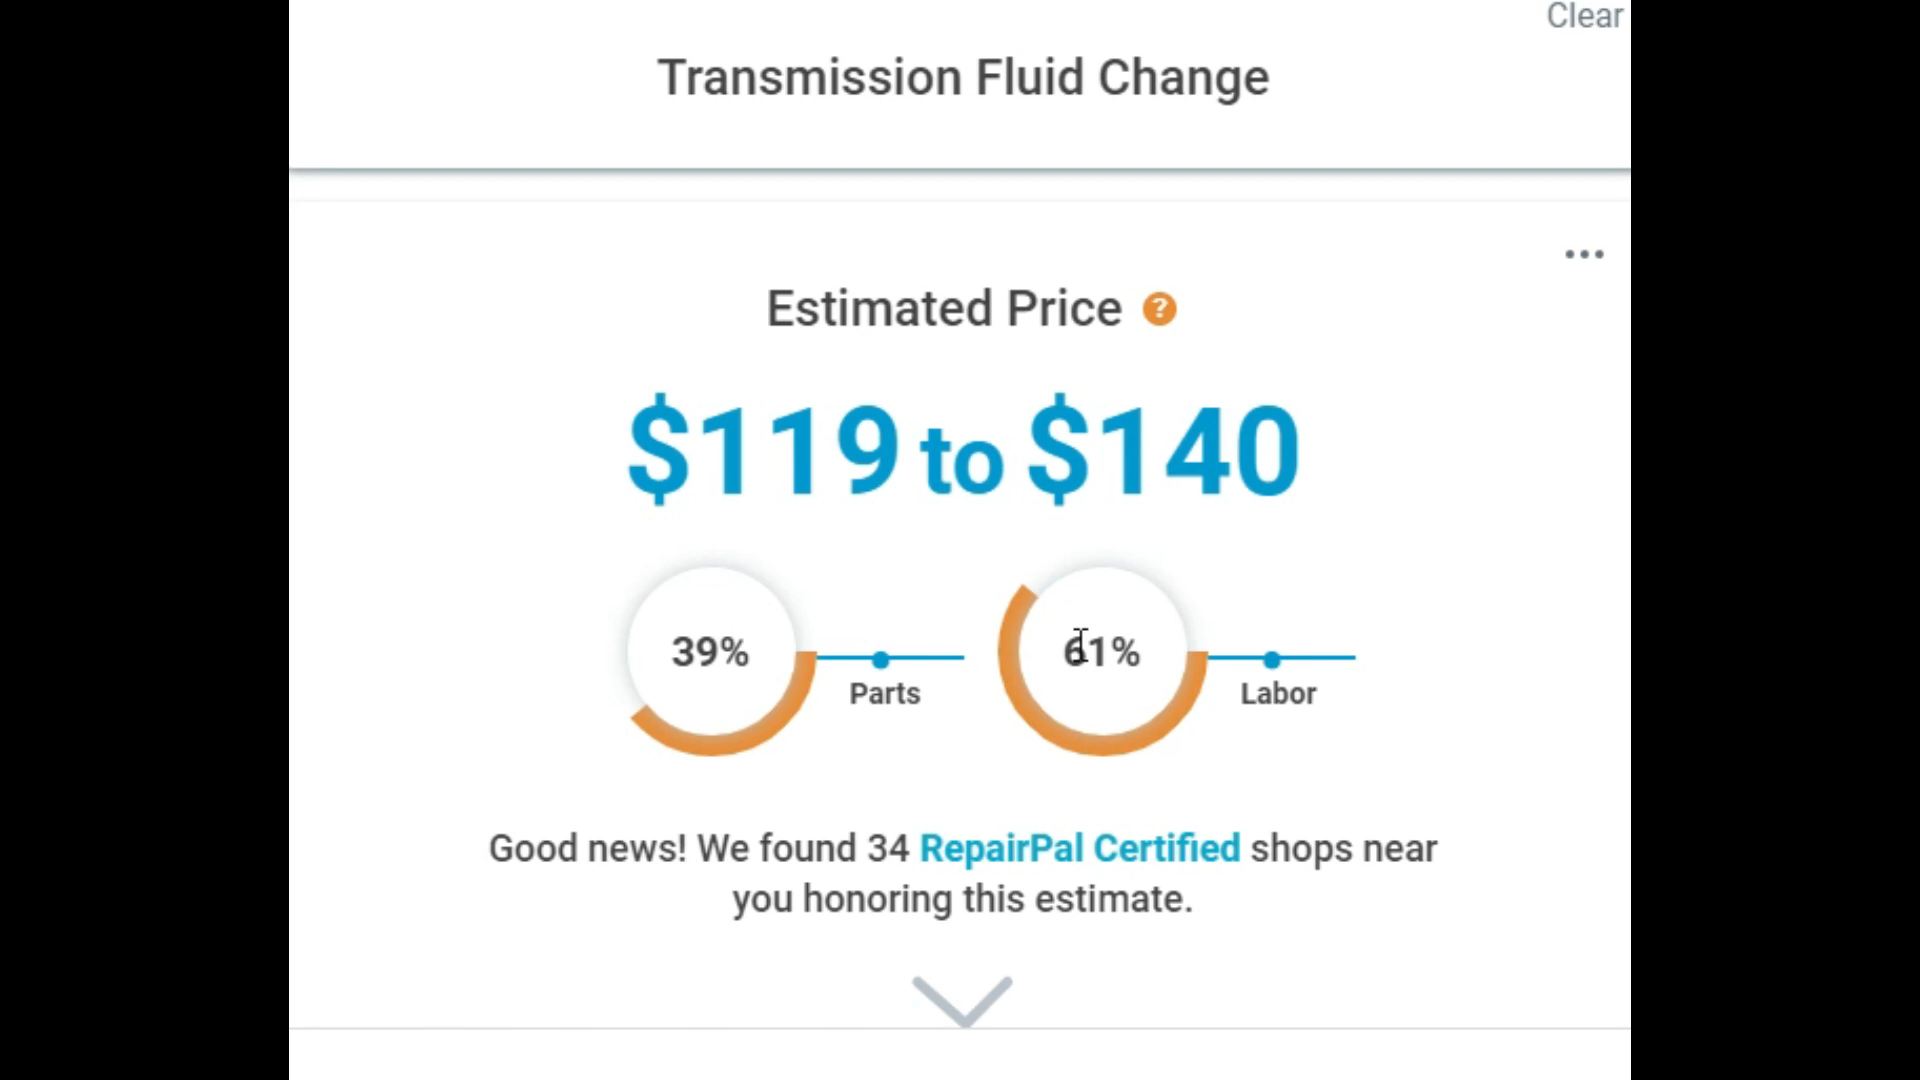 Clear
Transmission Fluid Change
Estimated Price ?
$119 to $140
39%
Parts
61%
Labor
Good news! We found 34 RepairPal Certified shops near
you honoring this estimate.